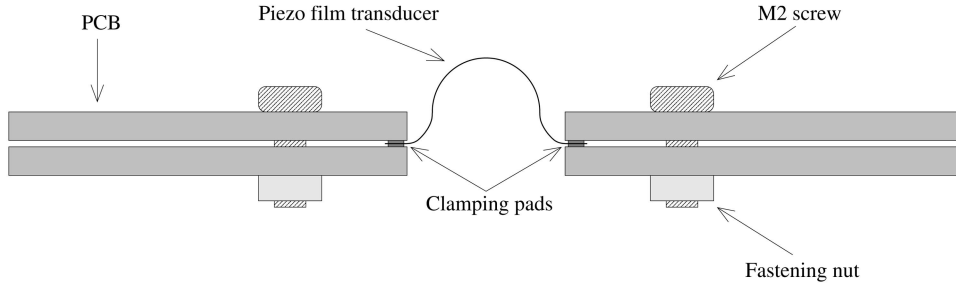 PCB
Piezo film transducer
M2 screw
Clamping pads
Fastening nut